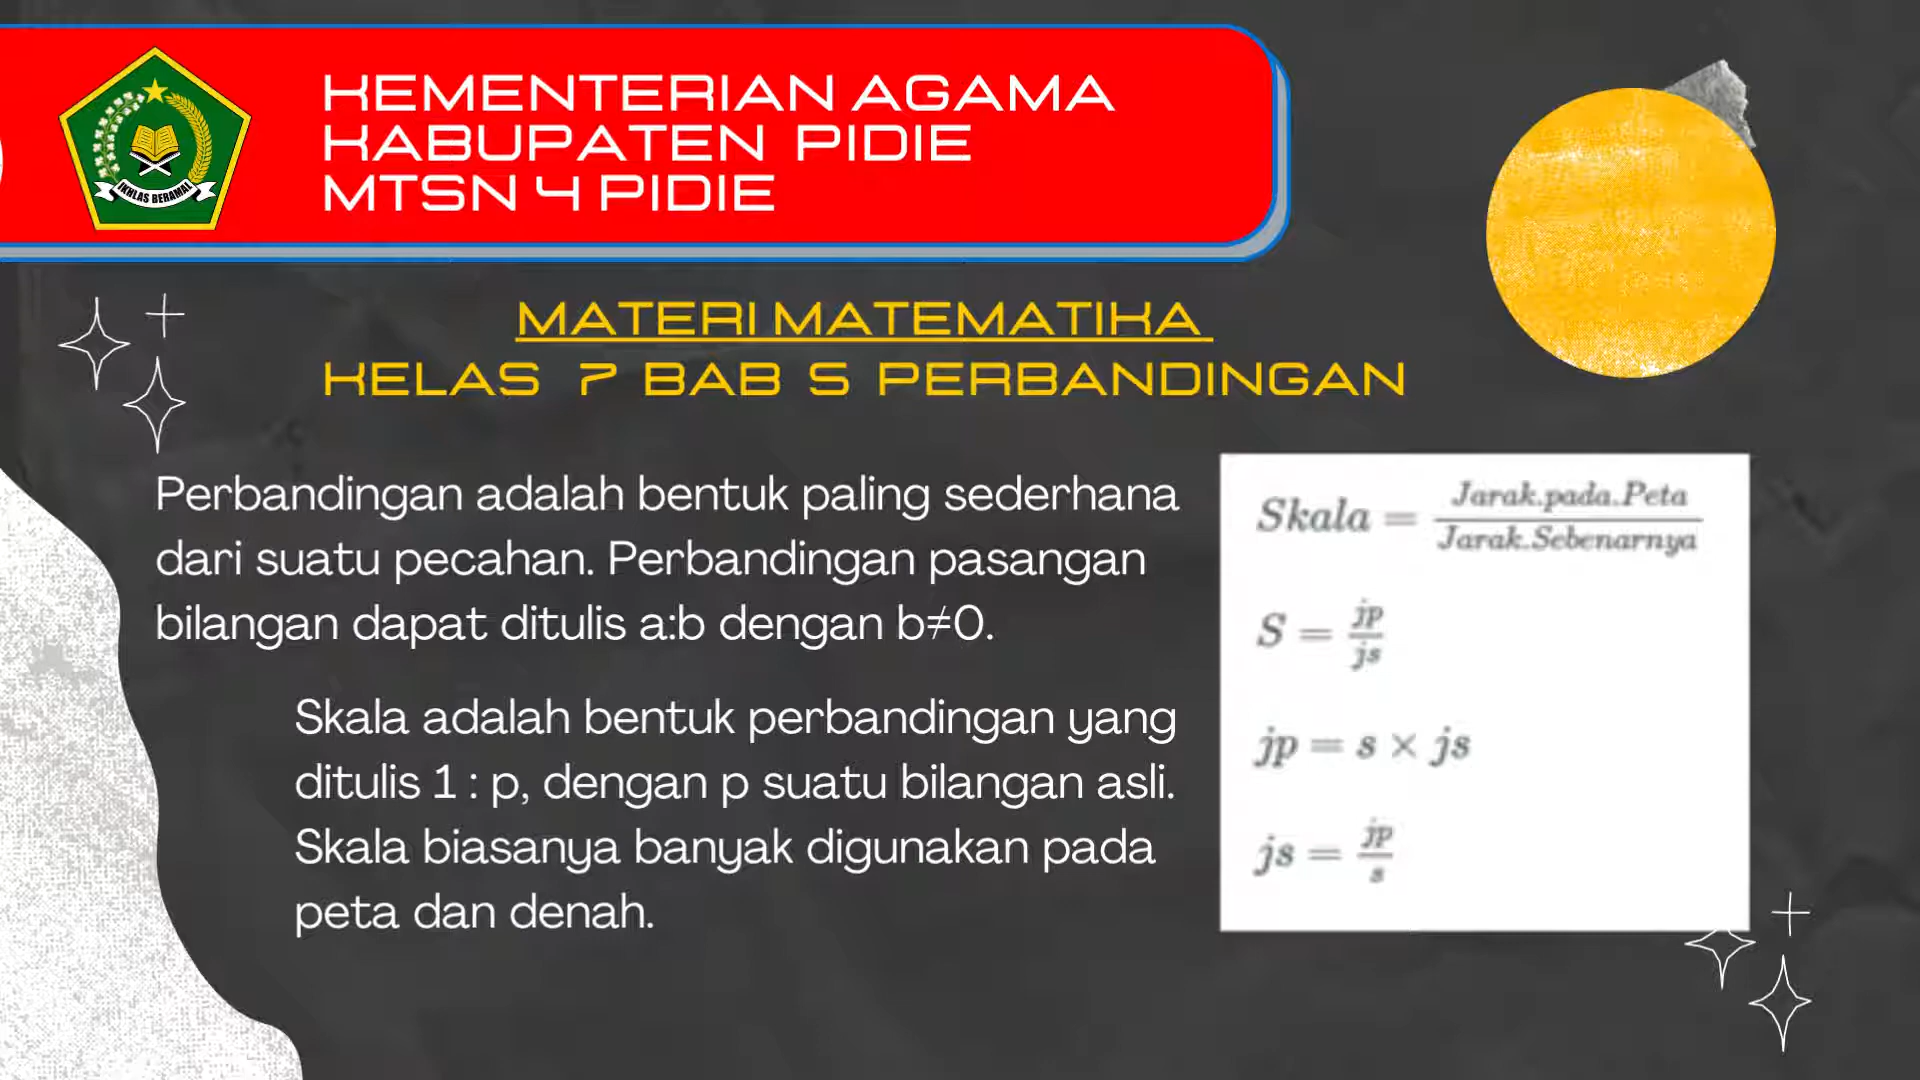 KEMENTERIAN AGAMA
KABUPATEN PIDIE
MTSN 4 PIDIE
IKHLAS BERAMAL
MATERI MATEMATIKA
KELAS 7 BAB 5 PERBANDINGAN
Perbandingan adalah bentuk paling sederhana
dari suatu pecahan. Perbandingan pasangan
bilangan dapat ditulis a:b dengan b≠0.
Skala adalah bentuk perbandingan yang
ditulis 1 : p, dengan p suatu bilangan asli.
Skala biasanya banyak digunakan pada
peta dan denah.
Skala = Jarak.pada.Peta / Jarak.Sebenarnya
S = jp / js
jp = s × js
js = jp / s